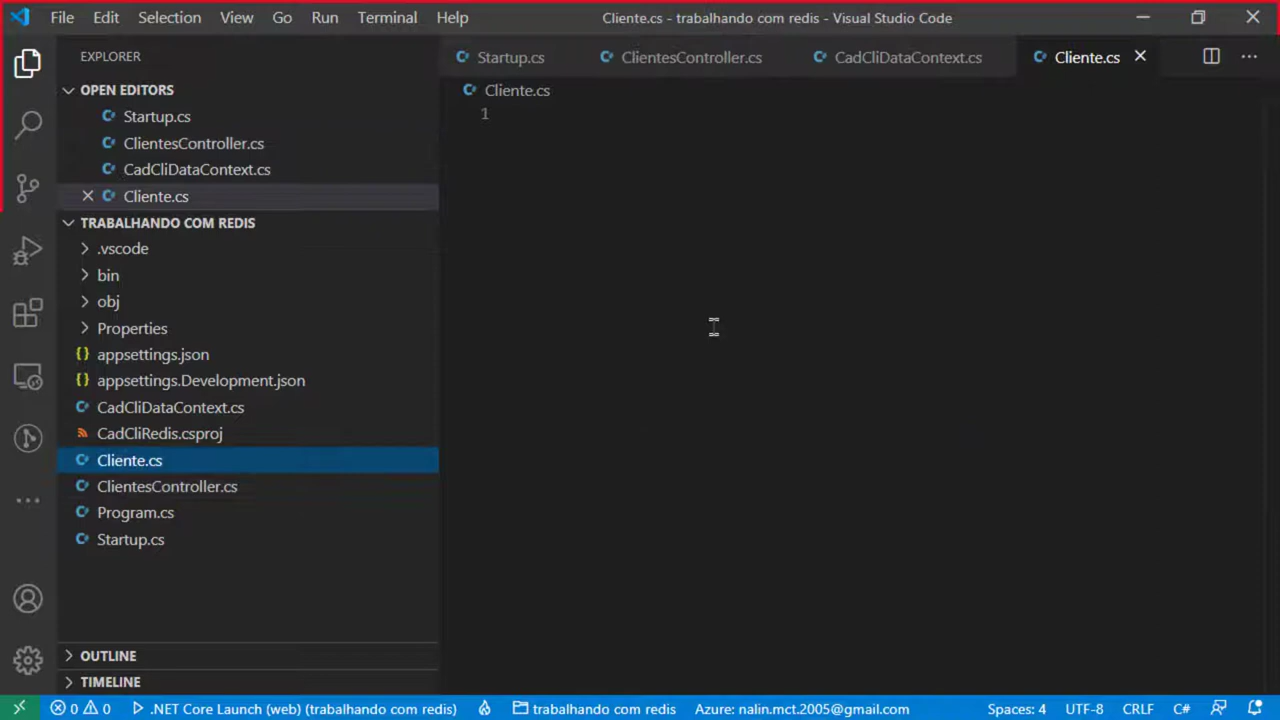 File Edit Selection View Go Run Terminal Help Cliente.cs - trabalhando com redis - Visual Studio Code
EXPLORER
OPEN EDITORS
Startup.cs
ClientesController.cs
CadCliDataContext.cs
Cliente.cs
TRABALHANDO COM REDIS
.vscode
bin
obj
Properties
appsettings.json
appsettings.Development.json
CadCliDataContext.cs
CadCliRedis.csproj
Cliente.cs
ClientesController.cs
Program.cs
Startup.cs
OUTLINE
TIMELINE
Startup.cs ClientesController.cs CadCliDataContext.cs Cliente.cs
Cliente.cs
1
0 0 .NET Core Launch (web) (trabalhando com redis) trabalhando com redis Azure: nalin.mct.2005@gmail.com Spaces: 4 UTF-8 CRLF C#